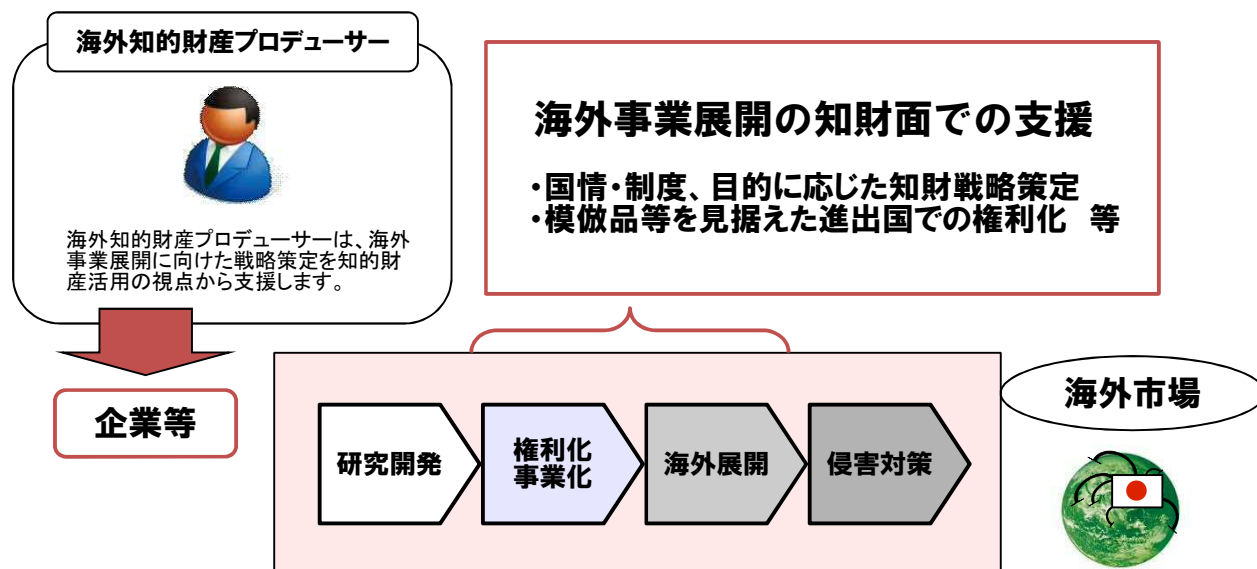 海外知的財産プロデューサー
海外知的財産プロデューサーは、海外
事業展開に向けた戦略策定を知的財
産活用の視点から支援します。
企業等
海外事業展開の知財面での支援
・国情・制度、目的に応じた知財戦略策定
・模倣品等を見据えた進出国での権利化　等
研究開発
権利化
事業化
海外展開
侵害対策
海外市場